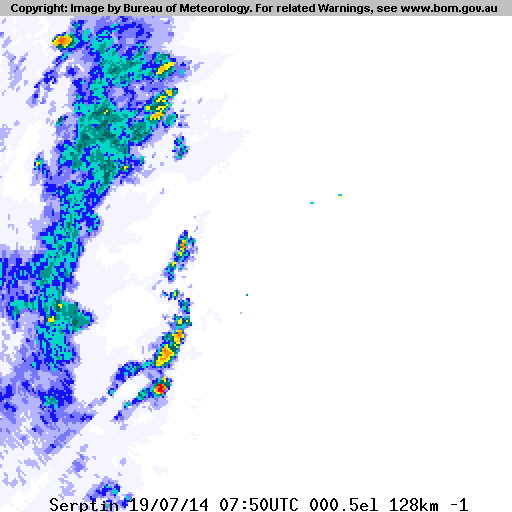 Copyright: Image by Bureau of Meteorology. For related Warnings, see www.bom.gov.au
Serptin 19/07/14 07:50UTC 000.5el 128km -1